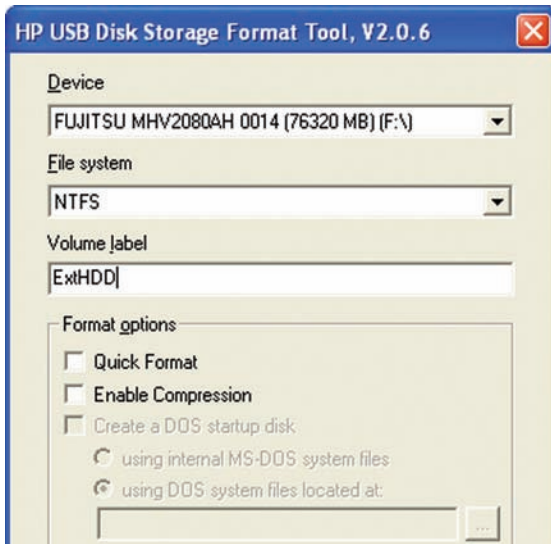 HP USB Disk Storage Format Tool, V2.0.6
Device
FUJITSU MHV2080AH 0014 (76320 MB) (F:\)
File system
NTFS
Volume label
ExtHDD
Format options
Quick Format
Enable Compression
Create a DOS startup disk
using internal MS-DOS system files
using DOS system files located at:
...